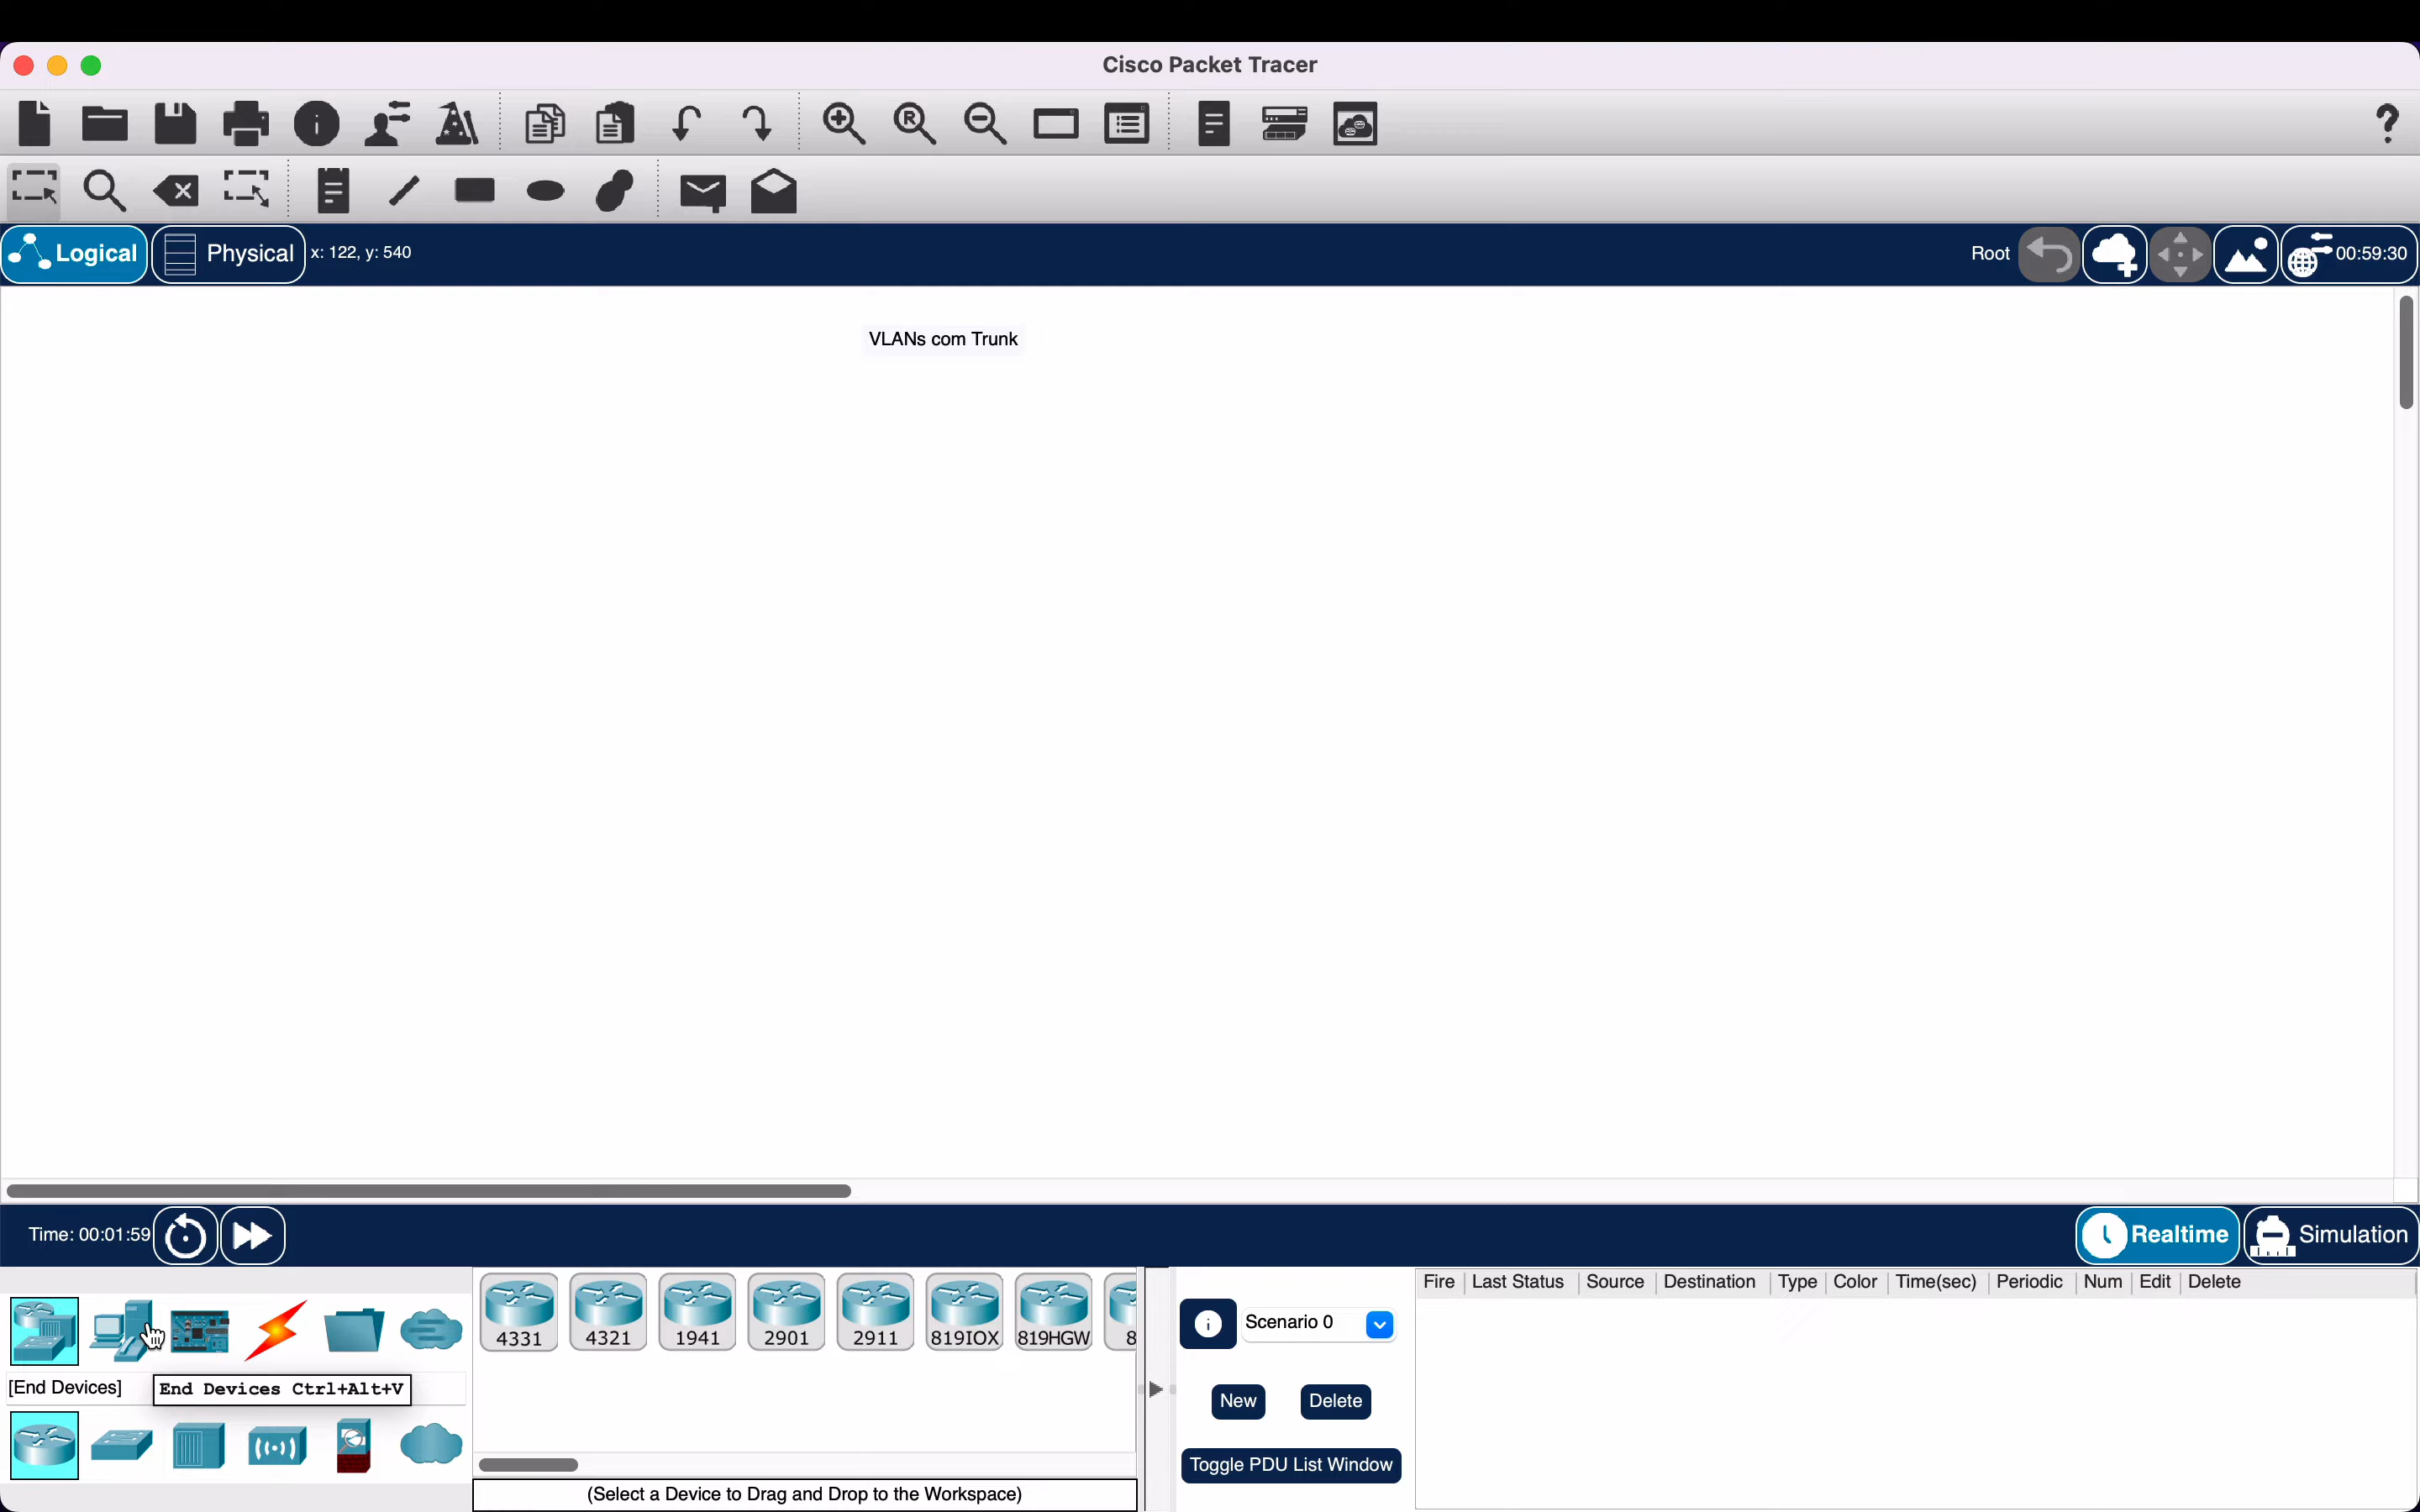 Cisco Packet Tracer
Logical
Physical
x: 122, y: 540
Root
00:59:30
VLANs com Trunk
Time: 00:01:59
Realtime
Simulation
4331
4321
1941
2901
2911
819IOX
819HGW
8
[End Devices]
End Devices Ctrl+Alt+V
(Select a Device to Drag and Drop to the Workspace)
Scenario 0
New
Delete
Toggle PDU List Window
Fire Last Status Source Destination Type Color Time(sec) Periodic Num Edit Delete